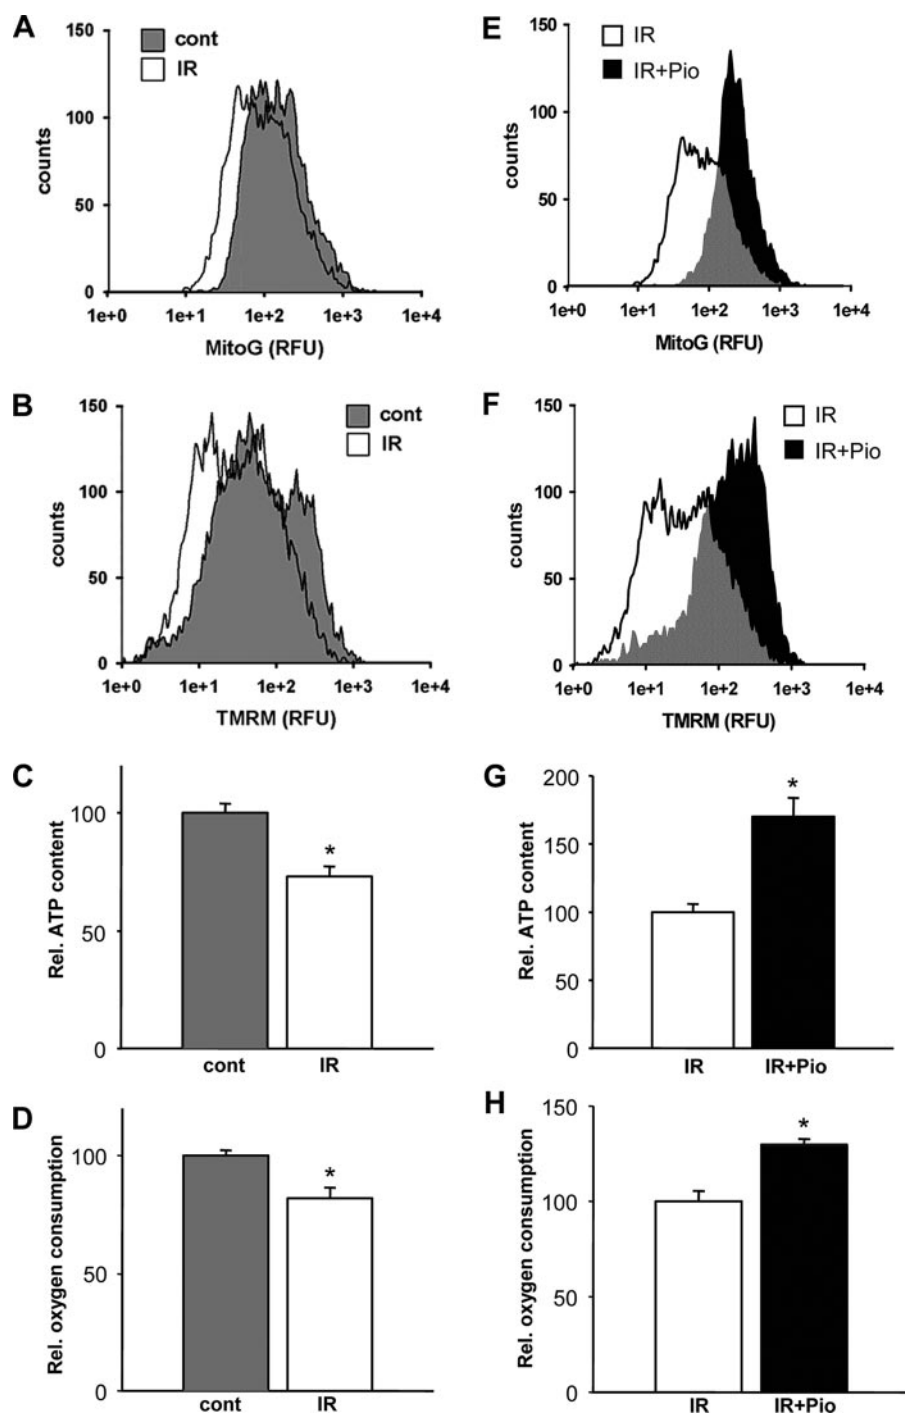 A
cont
IR
150
100
50
0
counts
1e+0 1e+1 1e+2 1e+3 1e+4
MitoG (RFU)
E
IR
IR+Pio
150
100
50
0
counts
1e+0 1e+1 1e+2 1e+3 1e+4
MitoG (RFU)
B
cont
IR
150
100
50
0
counts
1e+0 1e+1 1e+2 1e+3 1e+4
TMRM (RFU)
F
IR
IR+Pio
150
100
50
0
counts
1e+0 1e+1 1e+2 1e+3 1e+4
TMRM (RFU)
C
100
50
0
Rel. ATP content
*
cont IR
G
200
150
100
50
0
Rel. ATP content
*
IR IR+Pio
D
100
50
0
Rel. oxygen consumption
*
cont IR
H
150
100
50
0
Rel. oxygen consumption
*
IR IR+Pio